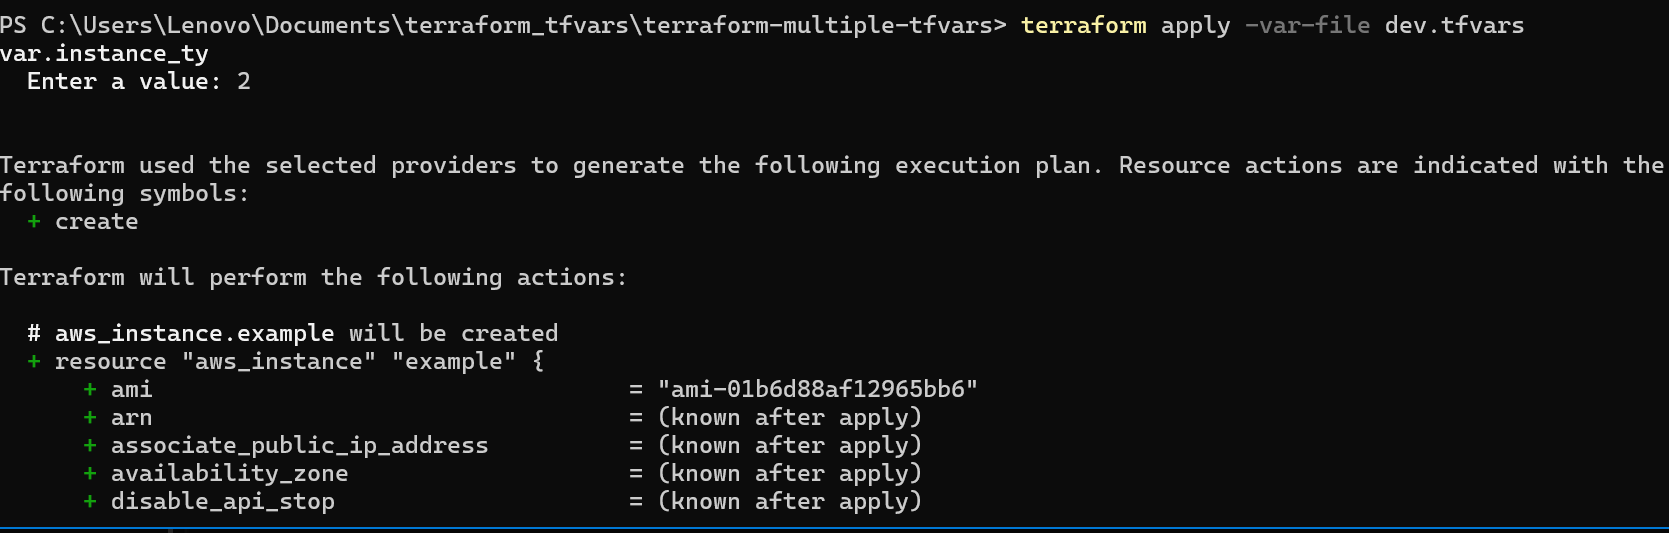 PS C:\Users\Lenovo\Documents\terraform_tfvars\terraform-multiple-tfvars> terraform apply -var-file dev.tfvars
var.instance_ty
  Enter a value: 2
Terraform used the selected providers to generate the following execution plan. Resource actions are indicated with the
following symbols:
  + create
Terraform will perform the following actions:
  # aws_instance.example will be created
  + resource "aws_instance" "example" {
      + ami                                  = "ami-01b6d88af12965bb6"
      + arn                                  = (known after apply)
      + associate_public_ip_address          = (known after apply)
      + availability_zone                    = (known after apply)
      + disable_api_stop                     = (known after apply)